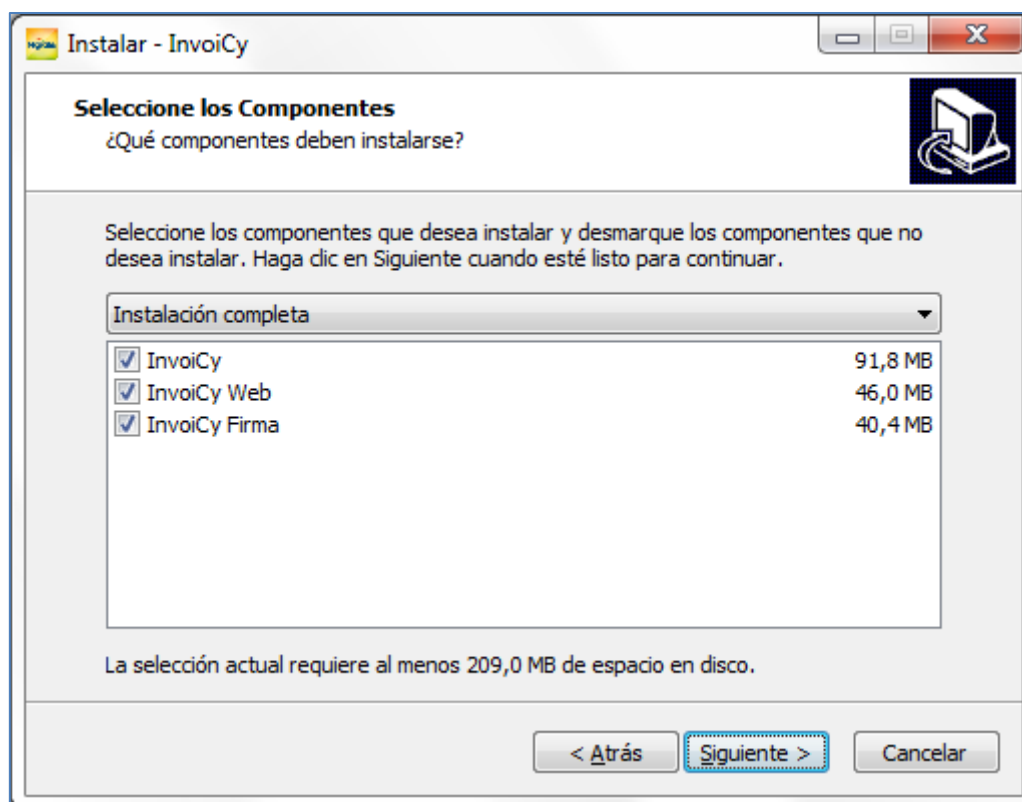 Instalar - InvoiCy
Seleccione los Componentes
¿Qué componentes deben instalarse?
Seleccione los componentes que desea instalar y desmarque los componentes que no
desea instalar. Haga clic en Siguiente cuando esté listo para continuar.
Instalación completa
InvoiCy 91,8 MB
InvoiCy Web 46,0 MB
InvoiCy Firma 40,4 MB
La selección actual requiere al menos 209,0 MB de espacio en disco.
< Atrás Siguiente > Cancelar